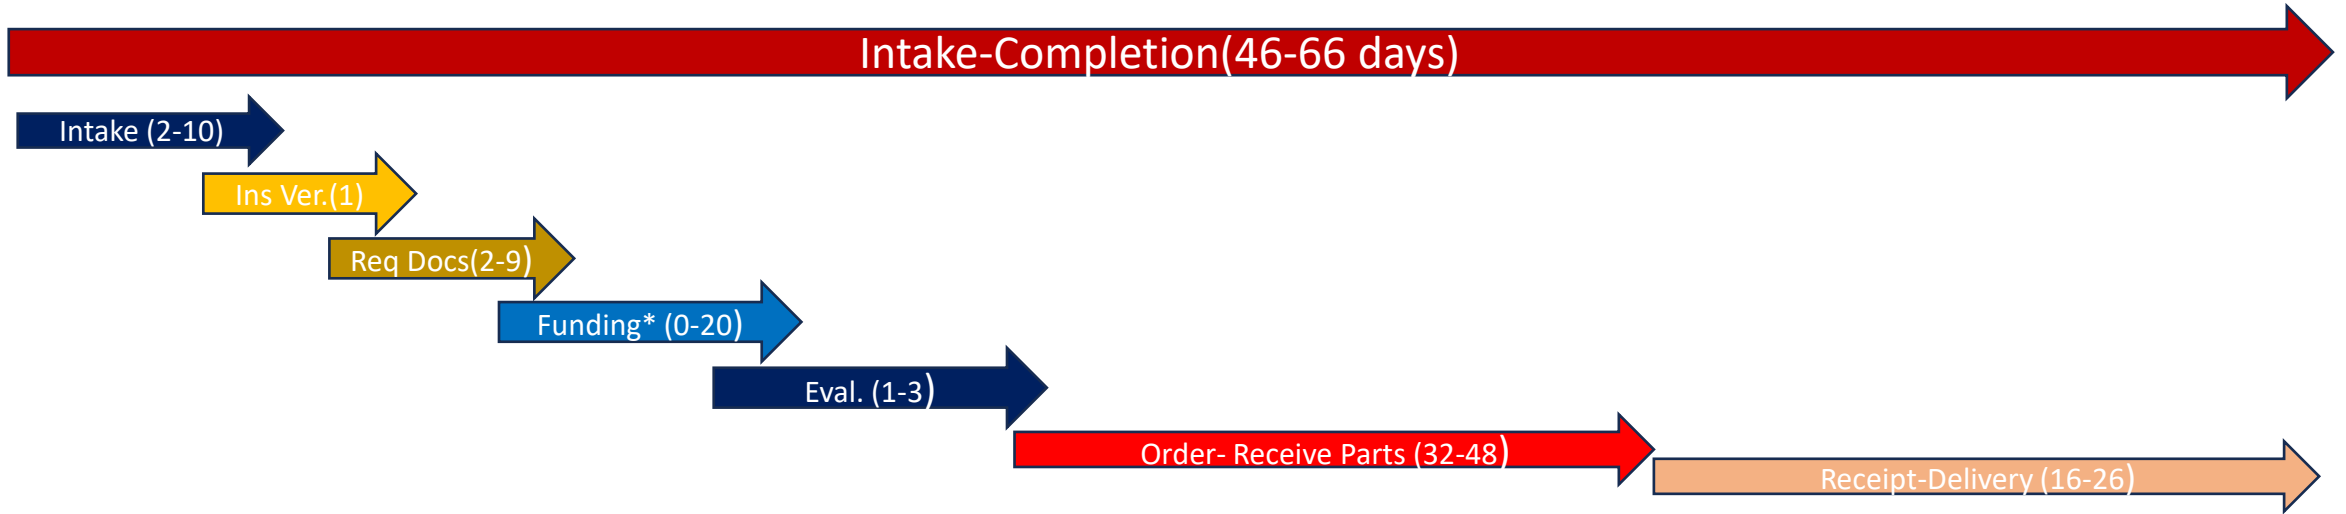 Intake-Completion(46-66 days)
Intake (2-10)
Ins Ver.(1)
Req Docs(2-9)
Funding* (0-20)
Eval. (1-3)
Order- Receive Parts (32-48)
Receipt-Delivery (16-26)